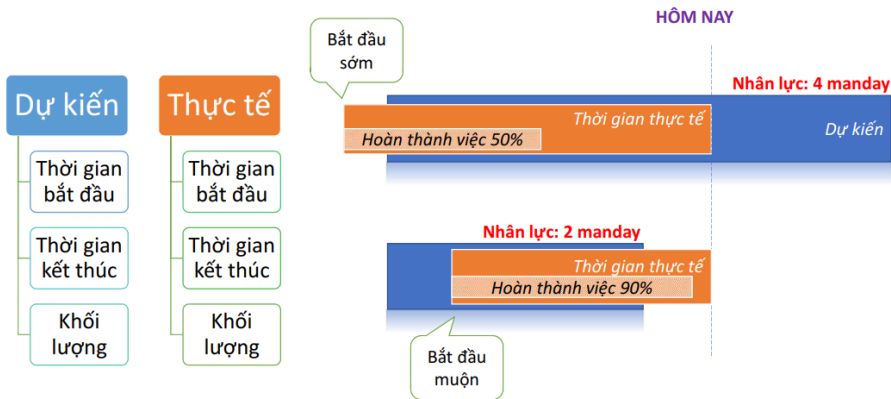 HÔM NAY
Bắt đầu
sớm
Dự kiến
Thực tế
Thời gian
bắt đầu
Thời gian
kết thúc
Khối
lượng
Thời gian
bắt đầu
Thời gian
kết thúc
Khối
lượng
Nhân lực: 4 manday
Thời gian thực tế
Hoàn thành việc 50%
Dự kiến
Nhân lực: 2 manday
Thời gian thực tế
Hoàn thành việc 90%
Bắt đầu
muộn